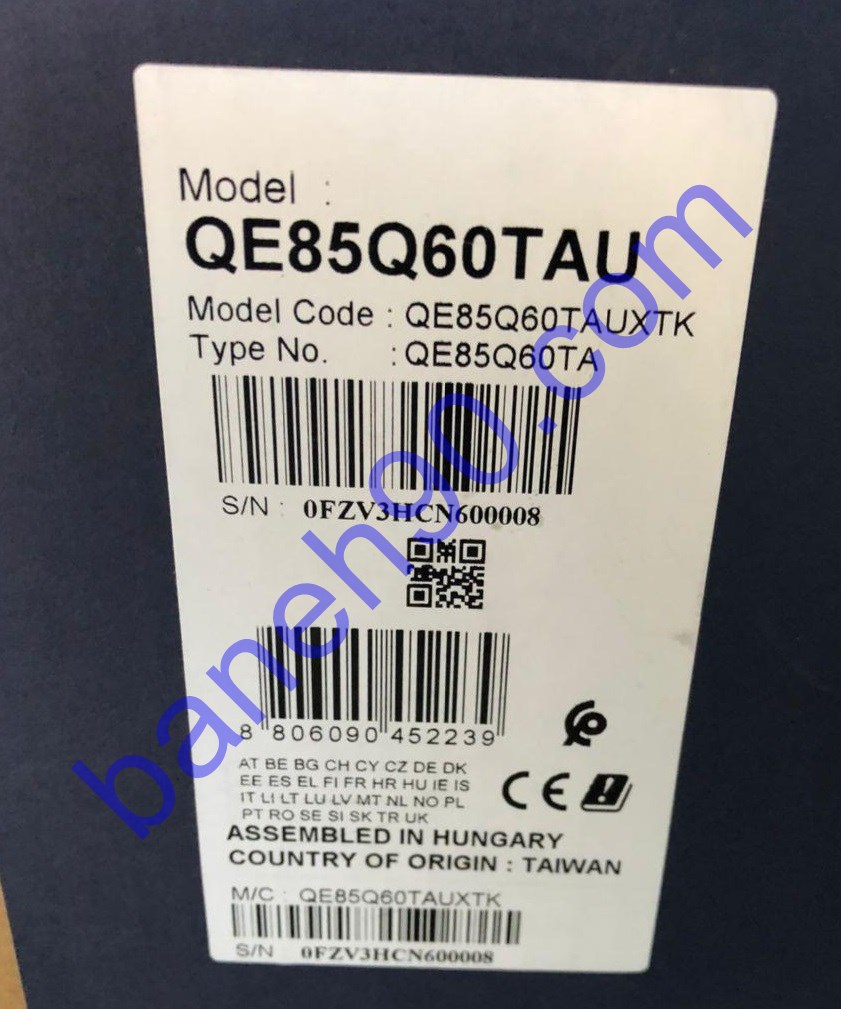 Model :
QE85Q60TAU
Model Code : QE85Q60TAUXTK
Type No. : QE85Q60TA
S/N : 0FZV3HCN600008
8 806090 452239
AT BE BG CH CY CZ DE DK
EE ES EL FI FR HR HU IE IS
IT LI LT LU LV MT NL NO PL
PT RO SE SI SK TR UK
CE
ASSEMBLED IN HUNGARY
COUNTRY OF ORIGIN : TAIWAN
M/C : QE85Q60TAUXTK
S/N 0FZV3HCN600008
baneh90.com